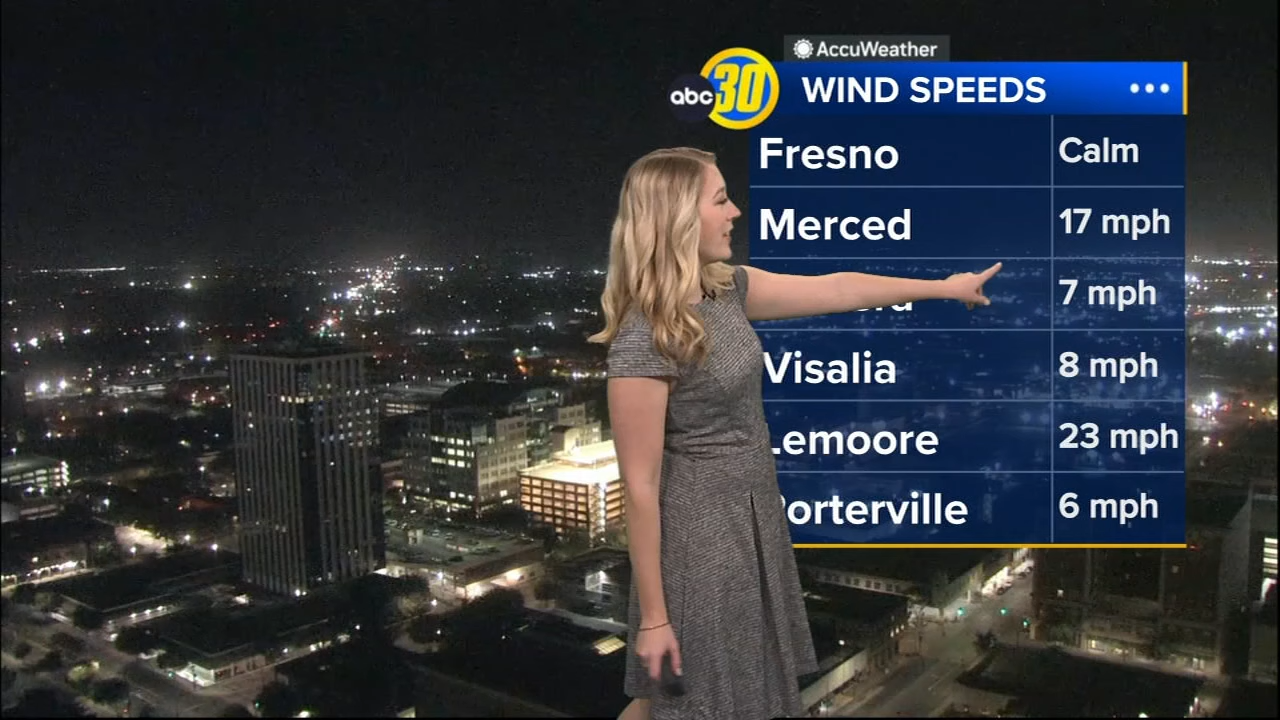 AccuWeather
abc 30 WIND SPEEDS
Fresno Calm
Merced 17 mph
7 mph
Visalia 8 mph
Lemoore 23 mph
Porterville 6 mph